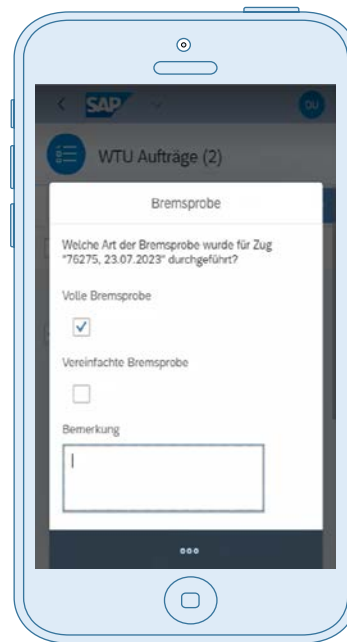 SAP
DU
WTU Aufträge (2)
Bremsprobe
Welche Art der Bremsprobe wurde für Zug
"76275, 23.07.2023" durchgeführt?
Volle Bremsprobe
Vereinfachte Bremsprobe
Bemerkung